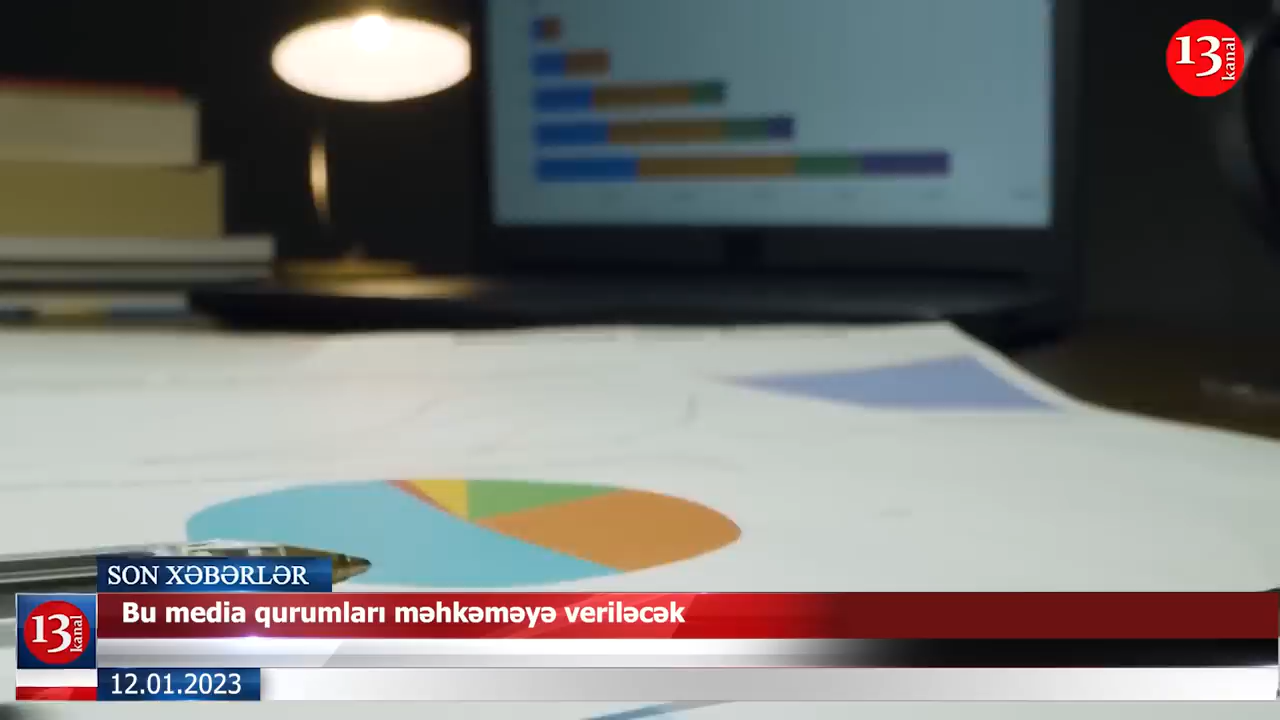 13 kanal
SON XƏBƏRLƏR
Bu media qurumları məhkəməyə veriləcək
13 kanal
12.01.2023